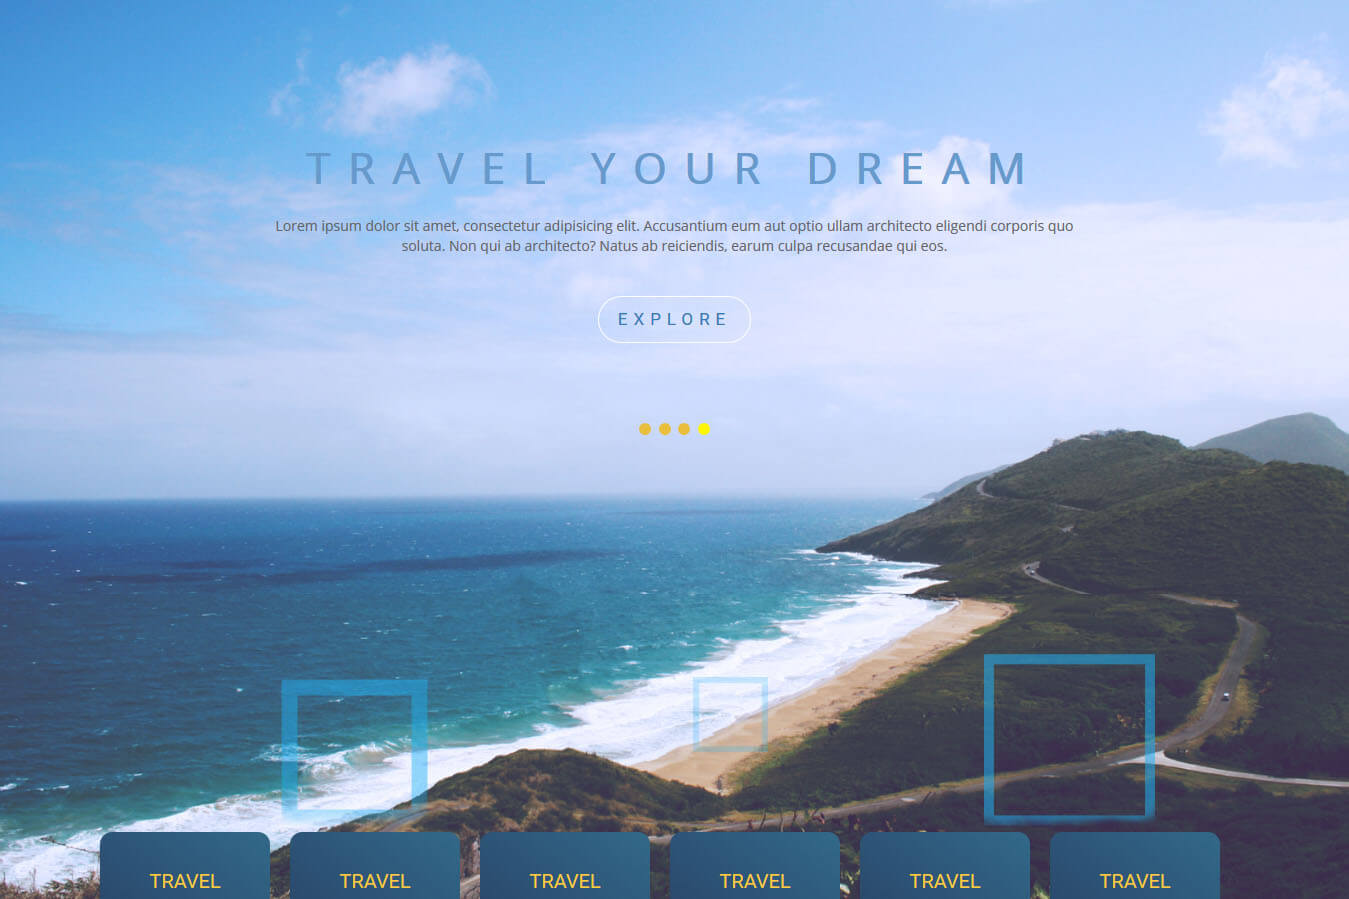 TRAVEL YOUR DREAM
Lorem ipsum dolor sit amet, consectetur adipisicing elit. Accusantium eum aut optio ullam architecto eligendi corporis quo
soluta. Non qui ab architecto? Natus ab reiciendis, earum culpa recusandae qui eos.
EXPLORE
TRAVEL TRAVEL TRAVEL TRAVEL TRAVEL TRAVEL